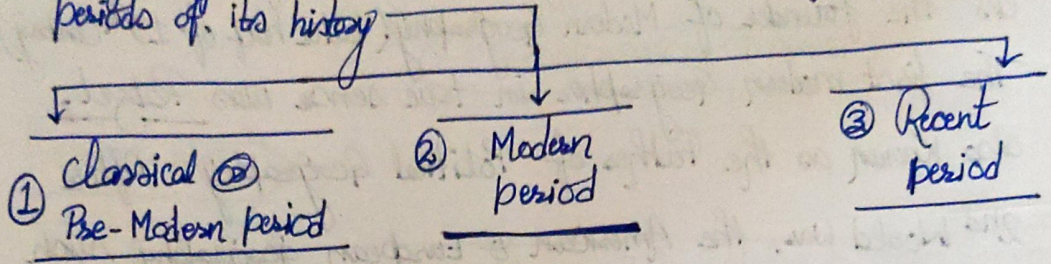 periods of. its history
① Classical or
Pre-Modern period
② Modern
period
③ Recent
period